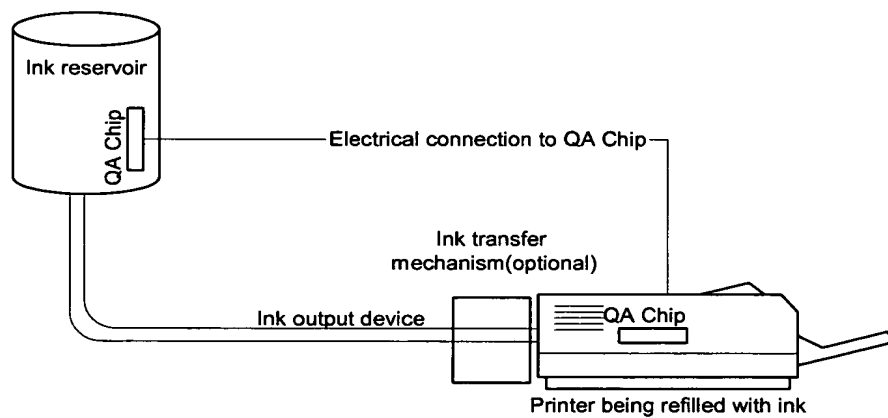 Ink reservoir
QA Chip
Electrical connection to QA Chip
Ink transfer
mechanism(optional)
Ink output device
QA Chip
Printer being refilled with ink